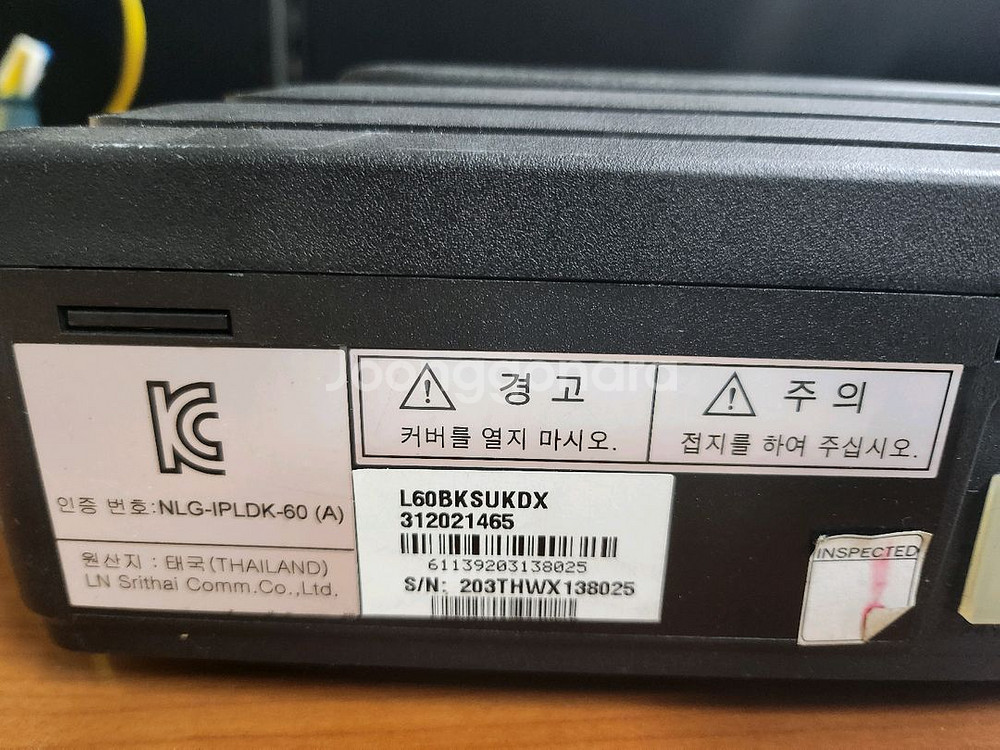 Joonggonara
KC
인증 번호:NLG-IPLDK-60 (A)
원산지 : 태국(THAILAND)
LN Srithai Comm.Co.,Ltd.
경 고
커버를 열지 마시오.
주 의
접지를 하여 주십시오.
L60BKSUKDX
312021465
61139203138025
S/N: 203THWX138025
INSPECTED